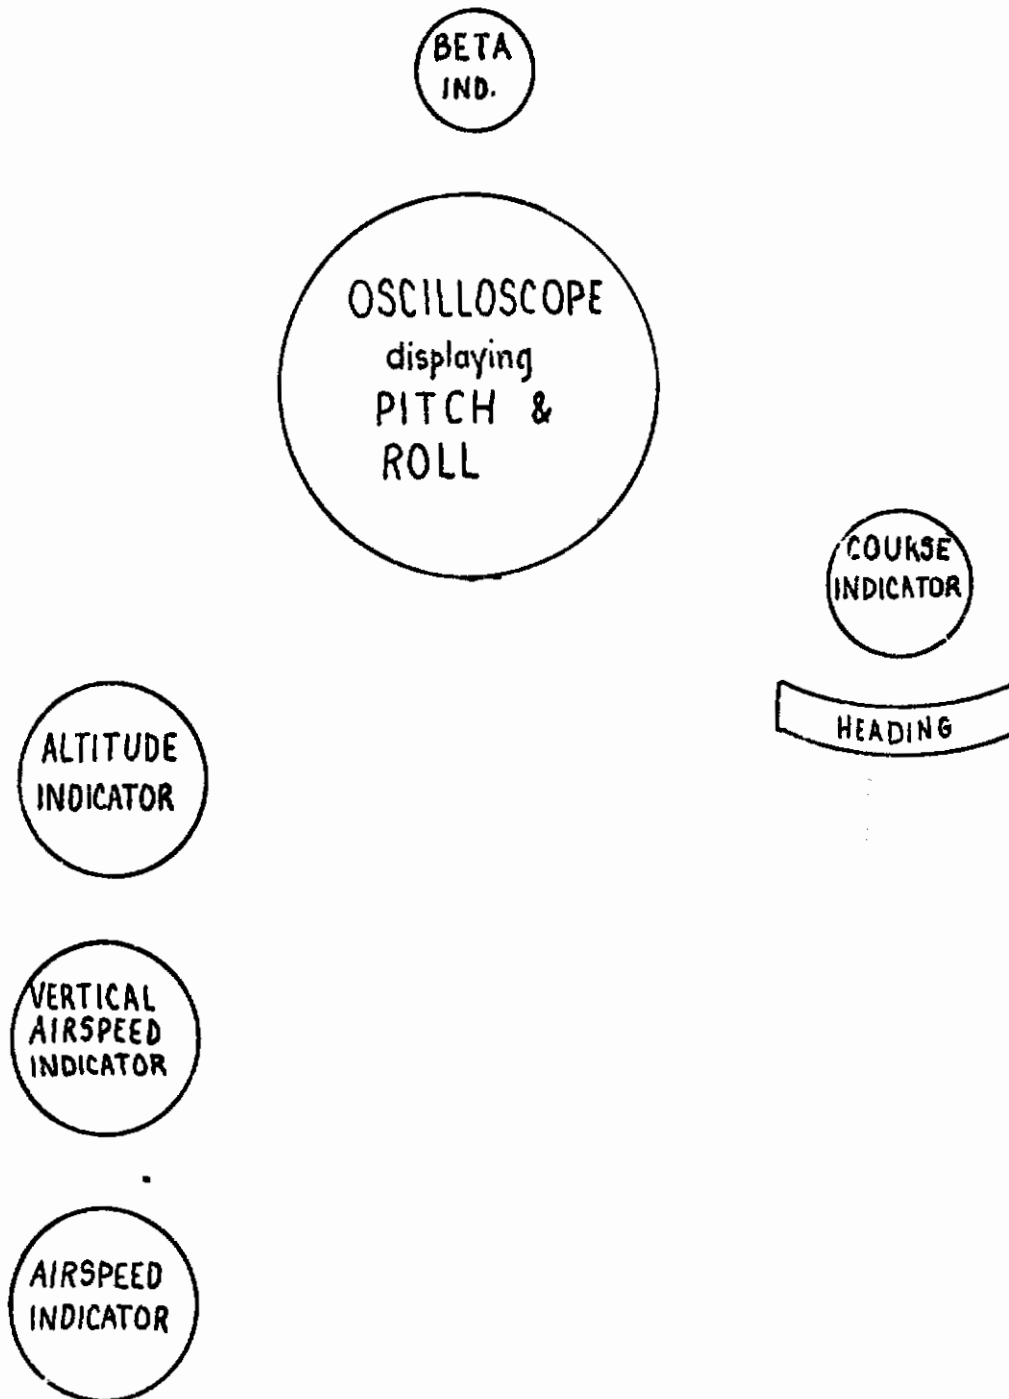 BETA
IND.
OSCILLOSCOPE
displaying
PITCH &
ROLL
COURSE
INDICATOR
HEADING
ALTITUDE
INDICATOR
VERTICAL
AIRSPEED
INDICATOR
AIRSPEED
INDICATOR